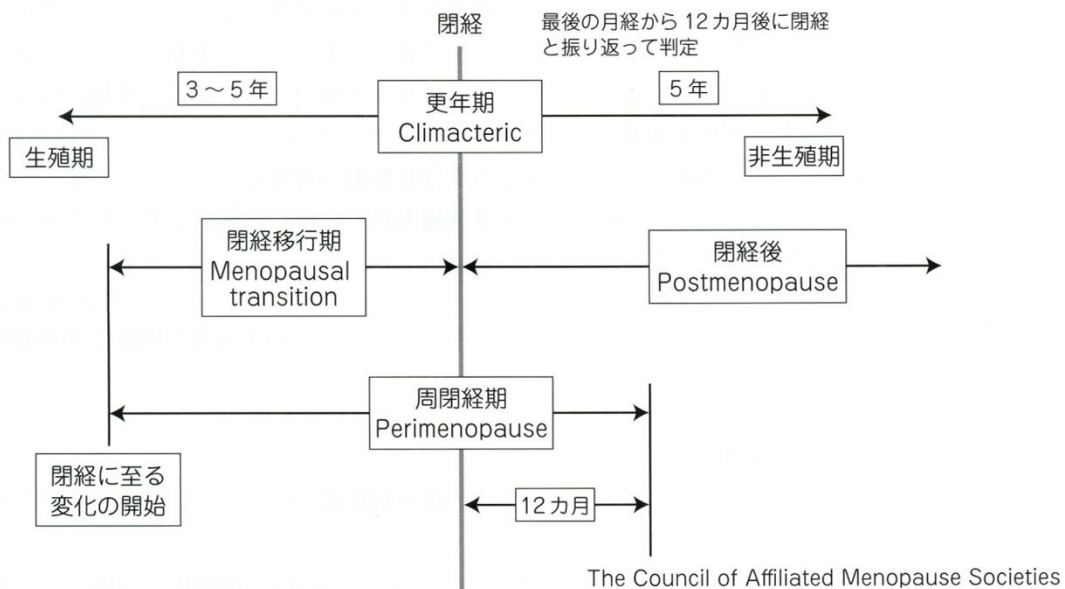 閉経
最後の月経から12カ月後に閉経
と振り返って判定
3〜5年
更年期
Climacteric
5年
生殖期
非生殖期
閉経移行期
Menopausal
transition
閉経後
Postmenopause
周閉経期
Perimenopause
閉経に至る
変化の開始
12カ月
The Council of Affiliated Menopause Societies